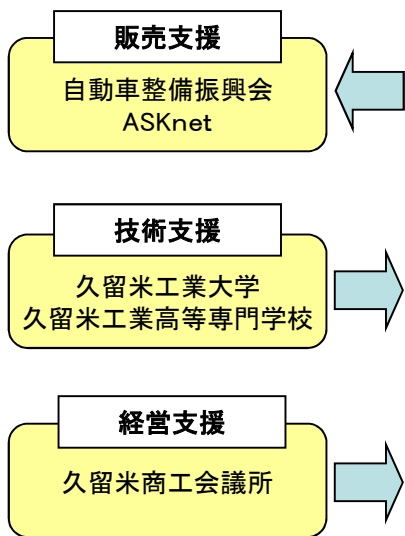 販売支援
自動車整備振興会
ASKnet
技術支援
久留米工業大学
久留米工業高等専門学校
経営支援
久留米商工会議所